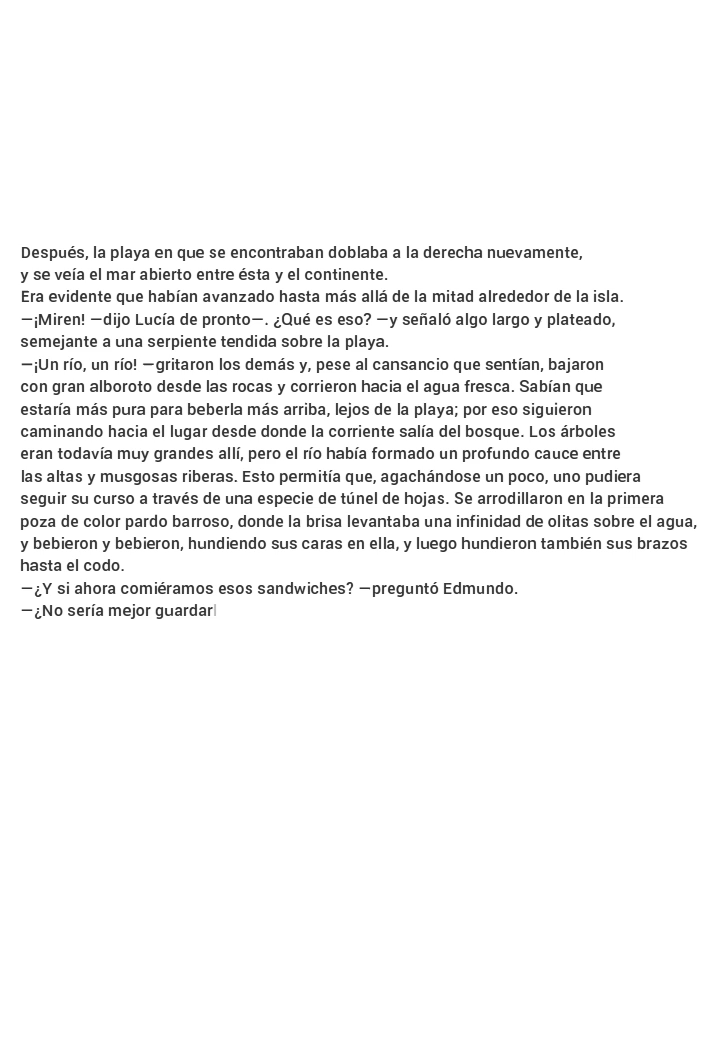 Después, la playa en que se encontraban doblaba a la derecha nuevamente,
y se veía el mar abierto entre ésta y el continente.
Era evidente que habían avanzado hasta más allá de la mitad alrededor de la isla.
—¡Miren! —dijo Lucía de pronto—. ¿Qué es eso? —y señaló algo largo y plateado,
semejante a una serpiente tendida sobre la playa.
—¡Un río, un río! —gritaron los demás y, pese al cansancio que sentían, bajaron
con gran alboroto desde las rocas y corrieron hacia el agua fresca. Sabían que
estaría más pura para beberla más arriba, lejos de la playa; por eso siguieron
caminando hacia el lugar desde donde la corriente salía del bosque. Los árboles
eran todavía muy grandes allí, pero el río había formado un profundo cauce entre
las altas y musgosas riberas. Esto permitía que, agachándose un poco, uno pudiera
seguir su curso a través de una especie de túnel de hojas. Se arrodillaron en la primera
poza de color pardo barroso, donde la brisa levantaba una infinidad de olitas sobre el agua,
y bebieron y bebieron, hundiendo sus caras en ella, y luego hundieron también sus brazos
hasta el codo.
—¿Y si ahora comiéramos esos sandwiches? —preguntó Edmundo.
—¿No sería mejor guardar